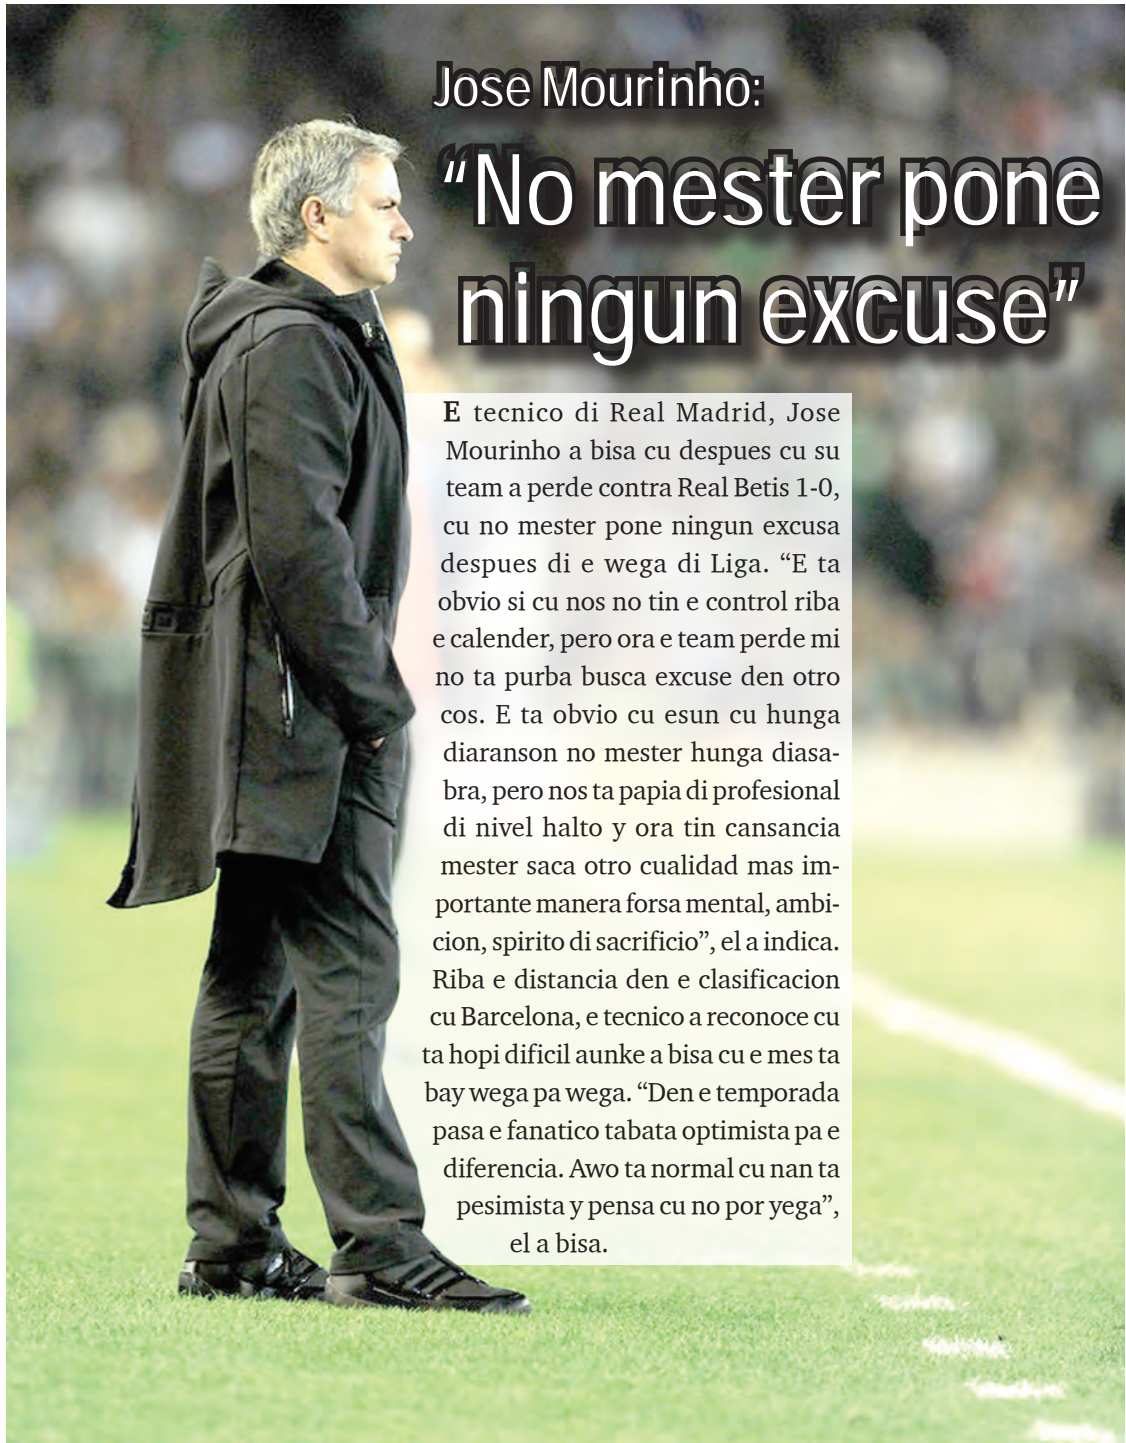 Jose Mourinho:
“No mester pone
ningun excuse”
E tecnico di Real Madrid, Jose
Mourinho a bisa cu despues cu su
team a perde contra Real Betis 1-0,
cu no mester pone ningun excusa
despues di e wega di Liga. “E ta
obvio si cu nos no tin e control riba
e calender, pero ora e team perde mi
no ta purba busca excuse den otro
cos. E ta obvio cu esun cu hunga
diaranson no mester hunga diasa-
bra, pero nos ta papia di profesional
di nivel halto y ora tin cansancia
mester saca otro cualidad mas im-
portante manera forsa mental, ambi-
cion, spirito di sacrificio”, el a indica.
Riba e distancia den e clasificacion
cu Barcelona, e tecnico a reconoce cu
ta hopi dificil aunke a bisa cu e mes ta
bay wega pa wega. “Den e temporada
pasa e fanatico tabata optimista pa e
diferencia. Awo ta normal cu nan ta
pesimista y pensa cu no por yega”,
el a bisa.